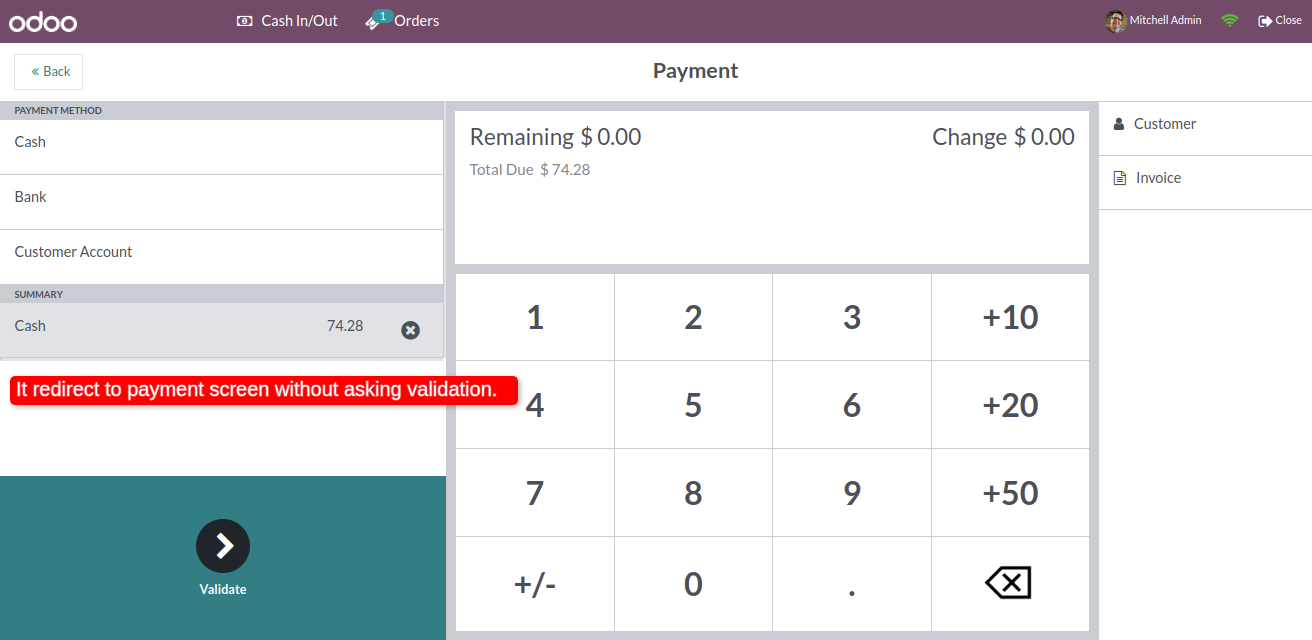 odoo
Cash In/Out
1
Orders
Mitchell Admin
Close
« Back
Payment
PAYMENT METHOD
Cash
Bank
Customer Account
SUMMARY
Cash 74.28
It redirect to payment screen without asking validation.
Validate
Remaining $ 0.00
Change $ 0.00
Total Due $ 74.28
1 2 3 +10
4 5 6 +20
7 8 9 +50
+/- 0 .
Customer
Invoice